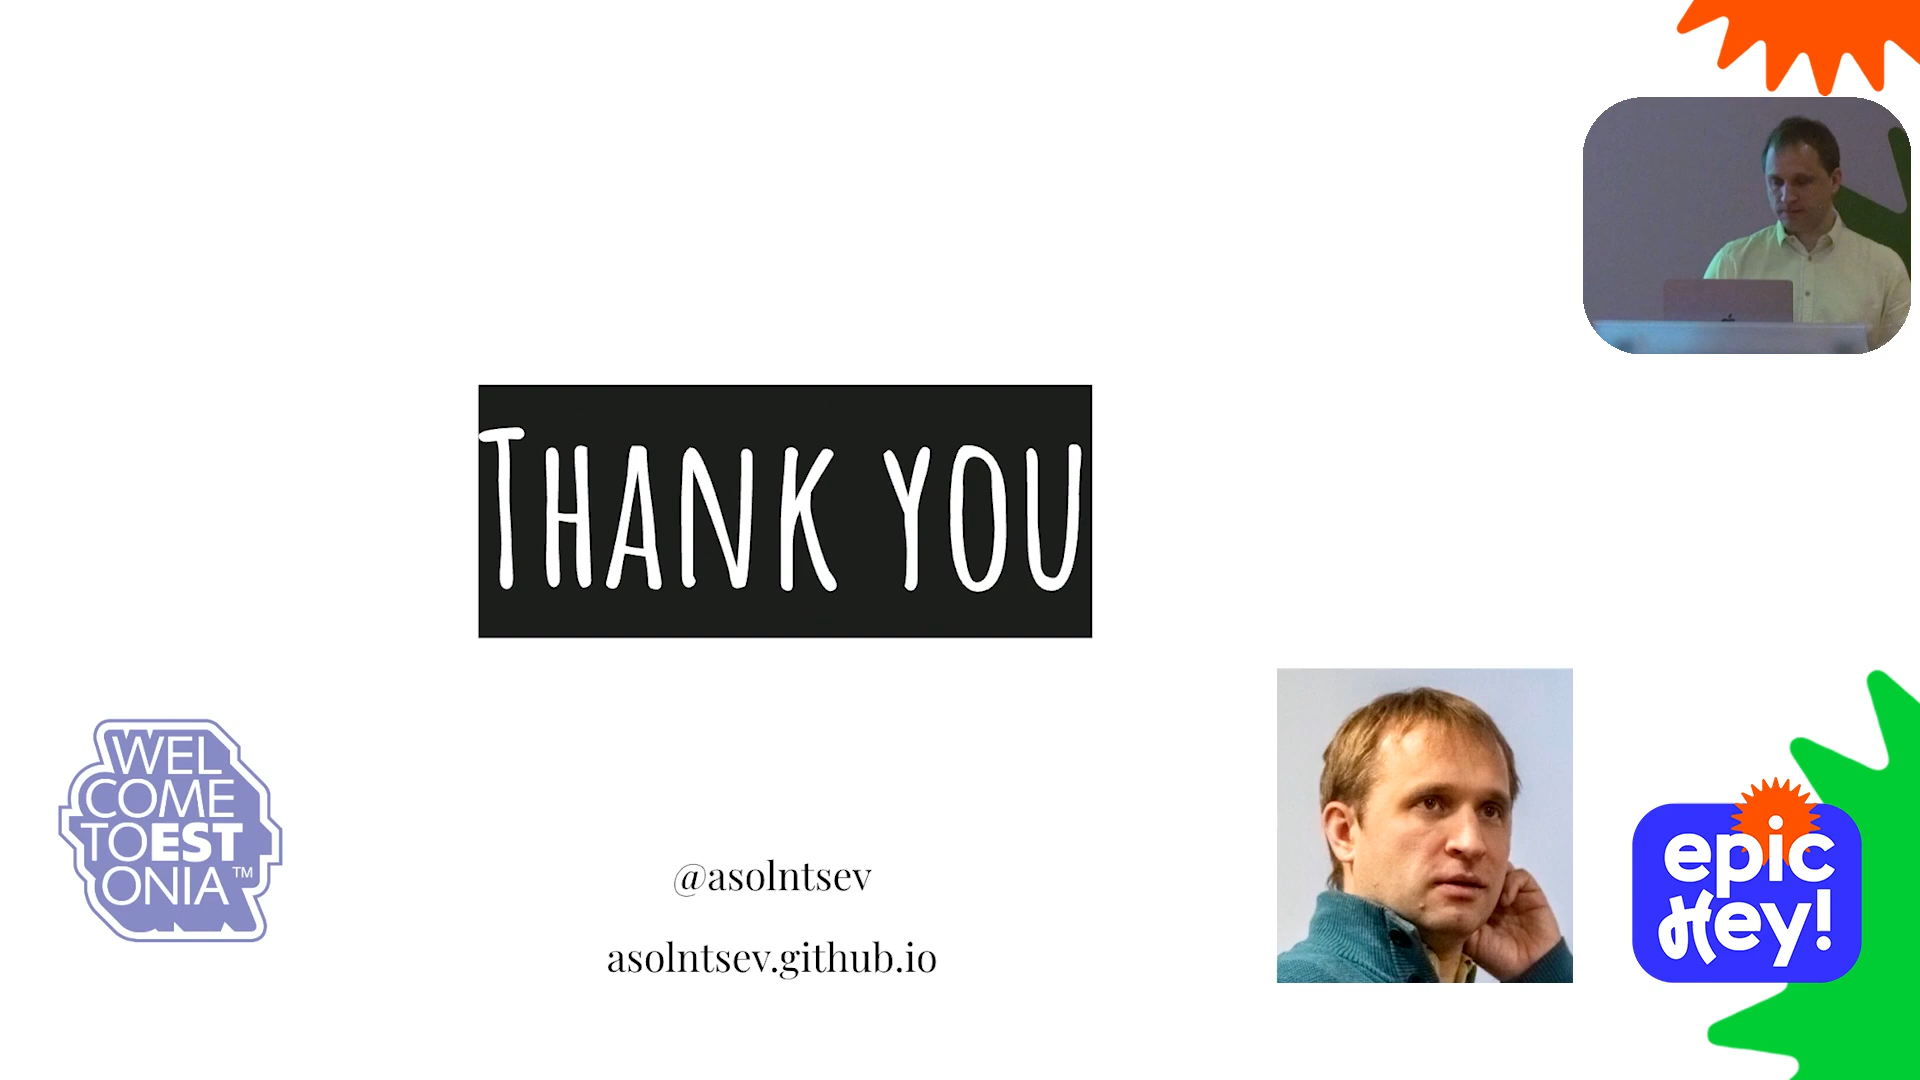 THANK YOU
WEL
COME
TOEST
ONIA™
@asolntsev
asolntsev.github.io
epic
Hey!